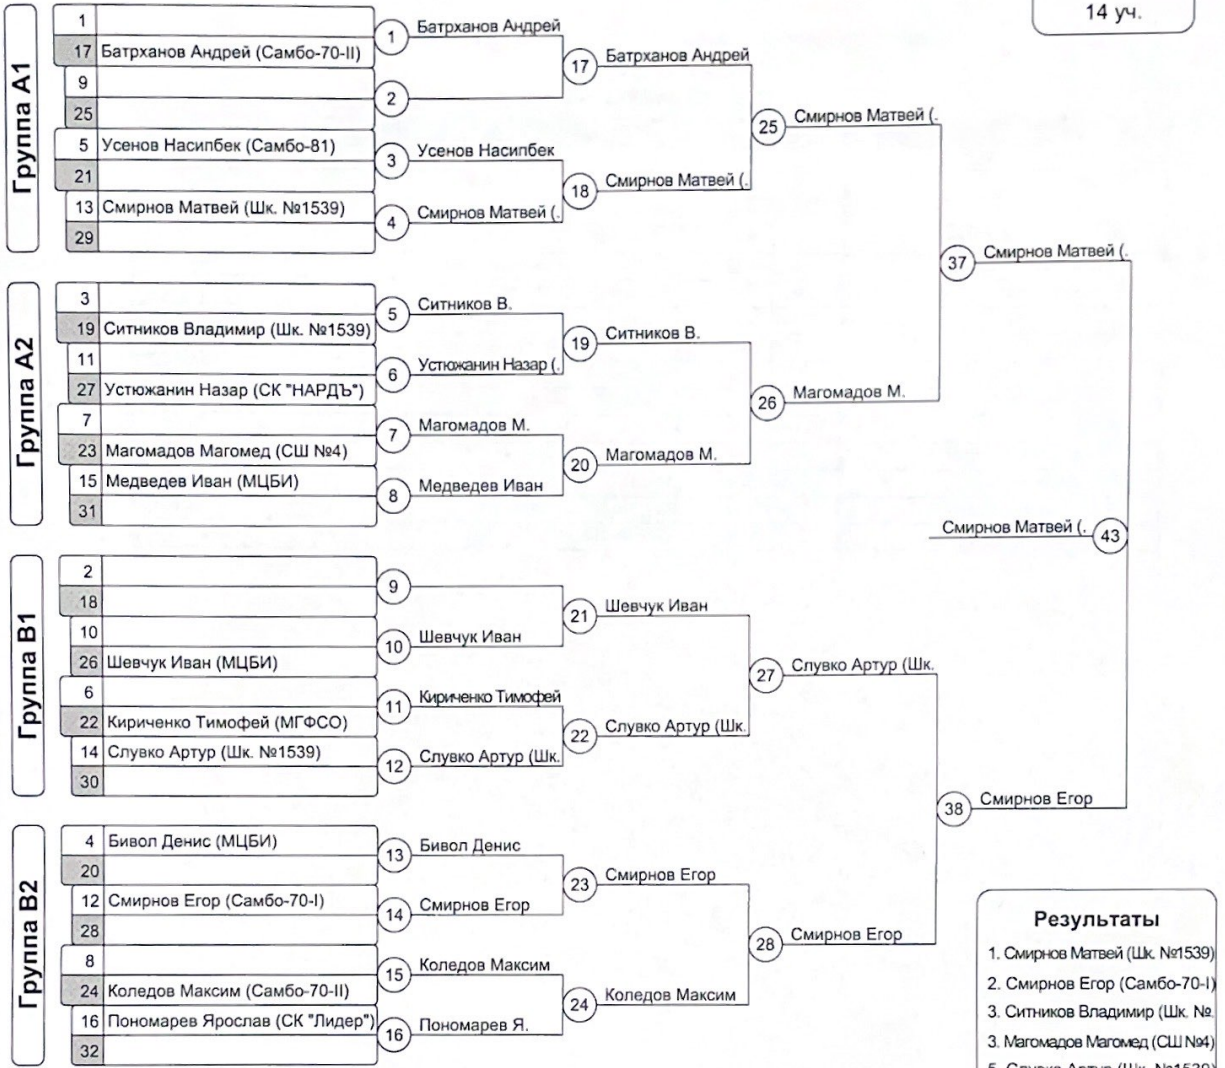 14 уч.
Группа A1
1
17 Батрханов Андрей (Самбо-70-II)
9
25
5 Усенов Насипбек (Самбо-81)
21
13 Смирнов Матвей (Шк. №1539)
29
1 Батрханов Андрей
2
3 Усенов Насипбек
4 Смирнов Матвей (.
17 Батрханов Андрей
18 Смирнов Матвей (.
25 Смирнов Матвей (.
Группа A2
3
19 Ситников Владимир (Шк. №1539)
11
27 Устюжанин Назар (СК "НАРДЪ")
7
23 Магомадов Магомед (СШ №4)
15 Медведев Иван (МЦБИ)
31
5 Ситников В.
6 Устюжанин Назар (.
7 Магомадов М.
8 Медведев Иван
19 Ситников В.
20 Магомадов М.
26 Магомадов М.
37 Смирнов Матвей (.
Смирнов Матвей (. 43
Группа B1
2
18
10
26 Шевчук Иван (МЦБИ)
6
22 Кириченко Тимофей (МГФСО)
14 Слувко Артур (Шк. №1539)
30
9
10 Шевчук Иван
11 Кириченко Тимофей
12 Слувко Артур (Шк.
21 Шевчук Иван
22 Слувко Артур (Шк.
27 Слувко Артур (Шк.
38 Смирнов Егор
Группа B2
4 Бивол Денис (МЦБИ)
20
12 Смирнов Егор (Самбо-70-I)
28
8
24 Коледов Максим (Самбо-70-II)
16 Пономарев Ярослав (СК "Лидер")
32
13 Бивол Денис
14 Смирнов Егор
15 Коледов Максим
16 Пономарев Я.
23 Смирнов Егор
24 Коледов Максим
28 Смирнов Егор
Результаты
1. Смирнов Матвей (Шк. №1539)
2. Смирнов Егор (Самбо-70-I)
3. Ситников Владимир (Шк. №
3. Магомадов Магомед (СШ №4)
5. Слувко Артур (Шк. №1539)